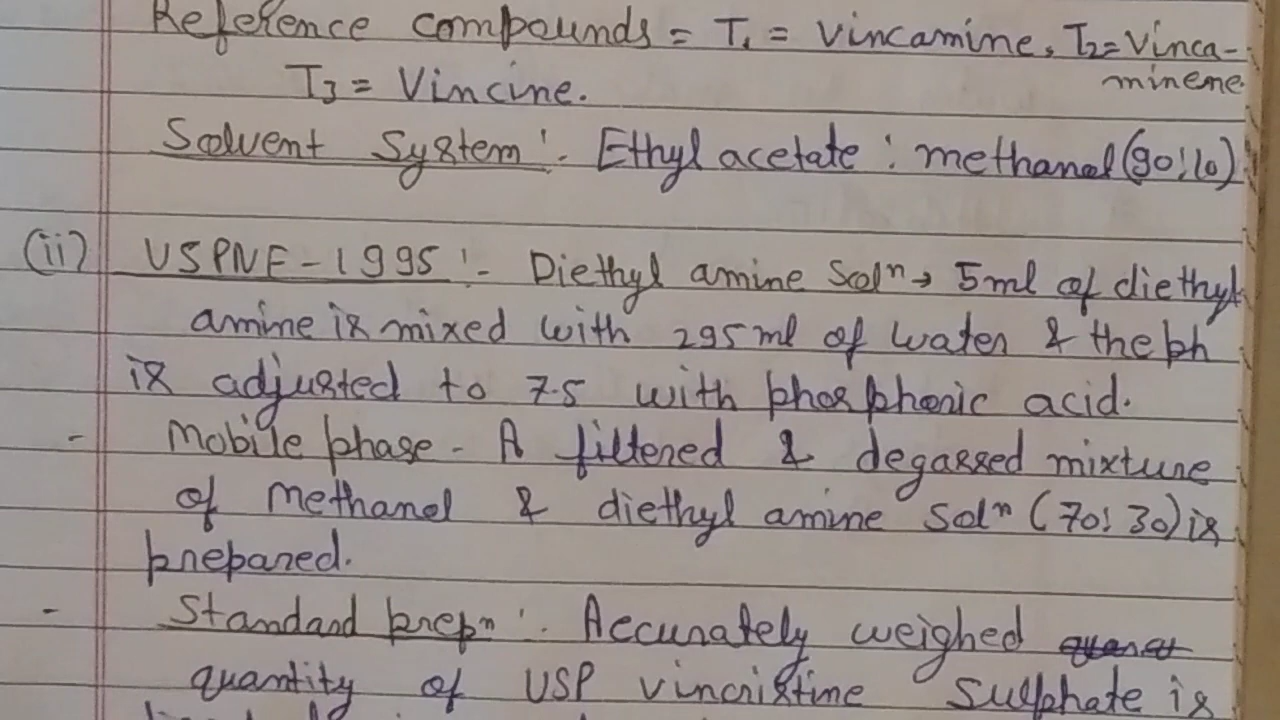 Reference compounds = T1 = Vincamine, T2 = Vinca-
minene
T3 = Vincine.
Solvent System :- Ethyl acetate : methanol (90:10)
(ii) USPNF-1995 :- Diethyl amine Solⁿ → 5ml of diethyl
amine is mixed with 295 ml of water & the ph
is adjusted to 7.5 with phosphoric acid.
- Mobile phase - A filtered & degassed mixture
of methanol & diethyl amine Solⁿ (70:30) is
prepared.
- Standard prepⁿ :- Accurately weighed
quantity of USP vincristine Sulphate is